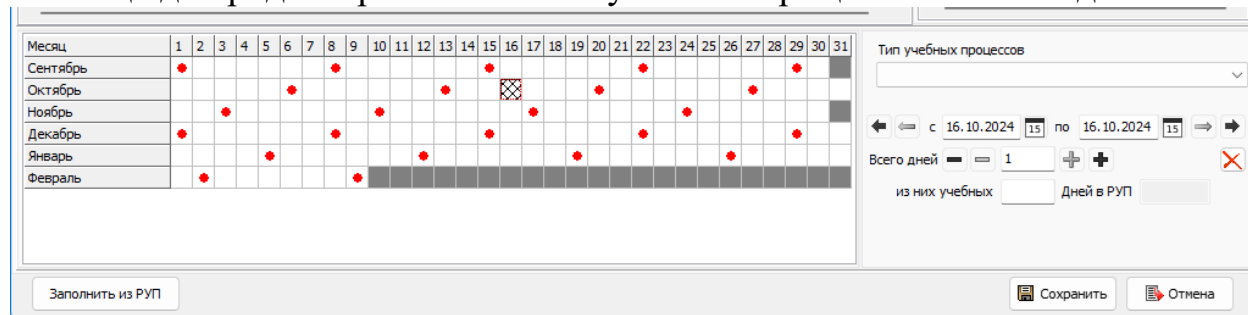 Месяц 1 2 3 4 5 6 7 8 9 10 11 12 13 14 15 16 17 18 19 20 21 22 23 24 25 26 27 28 29 30 31
Сентябрь
Октябрь
Ноябрь
Декабрь
Январь
Февраль
Тип учебных процессов
с 16.10.2024 15 по 16.10.2024 15
Всего дней 1
из них учебных Дней в РУП
Заполнить из РУП
Сохранить Отмена